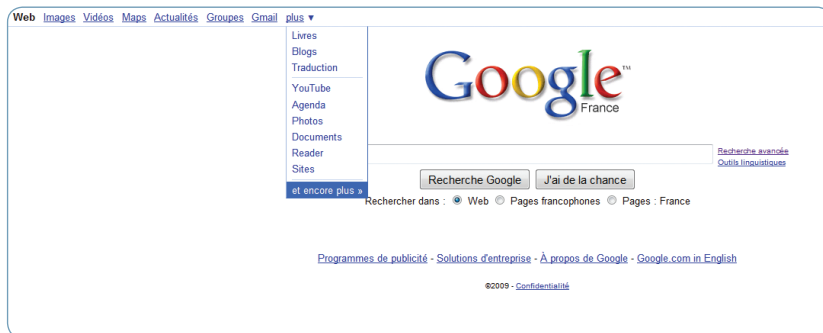 Web Images Vidéos Maps Actualités Groupes Gmail plus ▼
Livres
Blogs
Traduction
YouTube
Agenda
Photos
Documents
Reader
Sites
et encore plus »
Google™
France
Recherche avancée
Outils linguistiques
Recherche Google J'ai de la chance
Rechercher dans : Web Pages francophones Pages : France
Programmes de publicité - Solutions d'entreprise - À propos de Google - Google.com in English
©2009 - Confidentialité